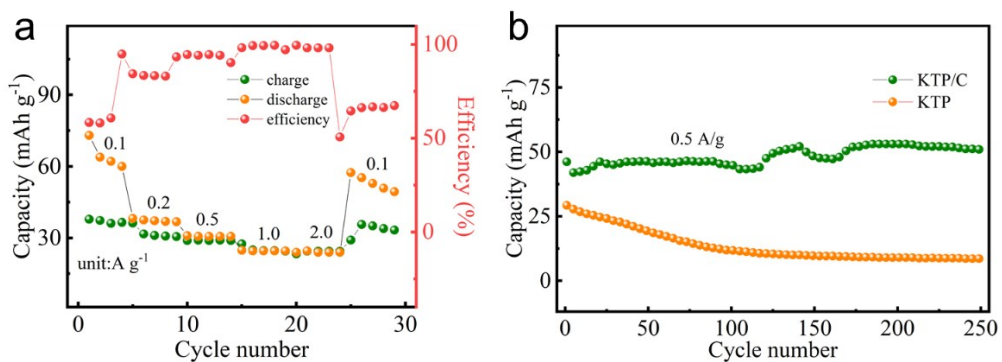 a
Capacity (mAh g⁻¹)
90
60
30
0
10
20
30
Cycle number
100
50
0
Efficiency (%)
charge
discharge
efficiency
0.1
0.2
0.5
1.0
2.0
0.1
unit:A g⁻¹
b
Capacity (mAh g⁻¹)
75
50
25
0
0
50
100
150
200
250
Cycle number
KTP/C
KTP
0.5 A/g